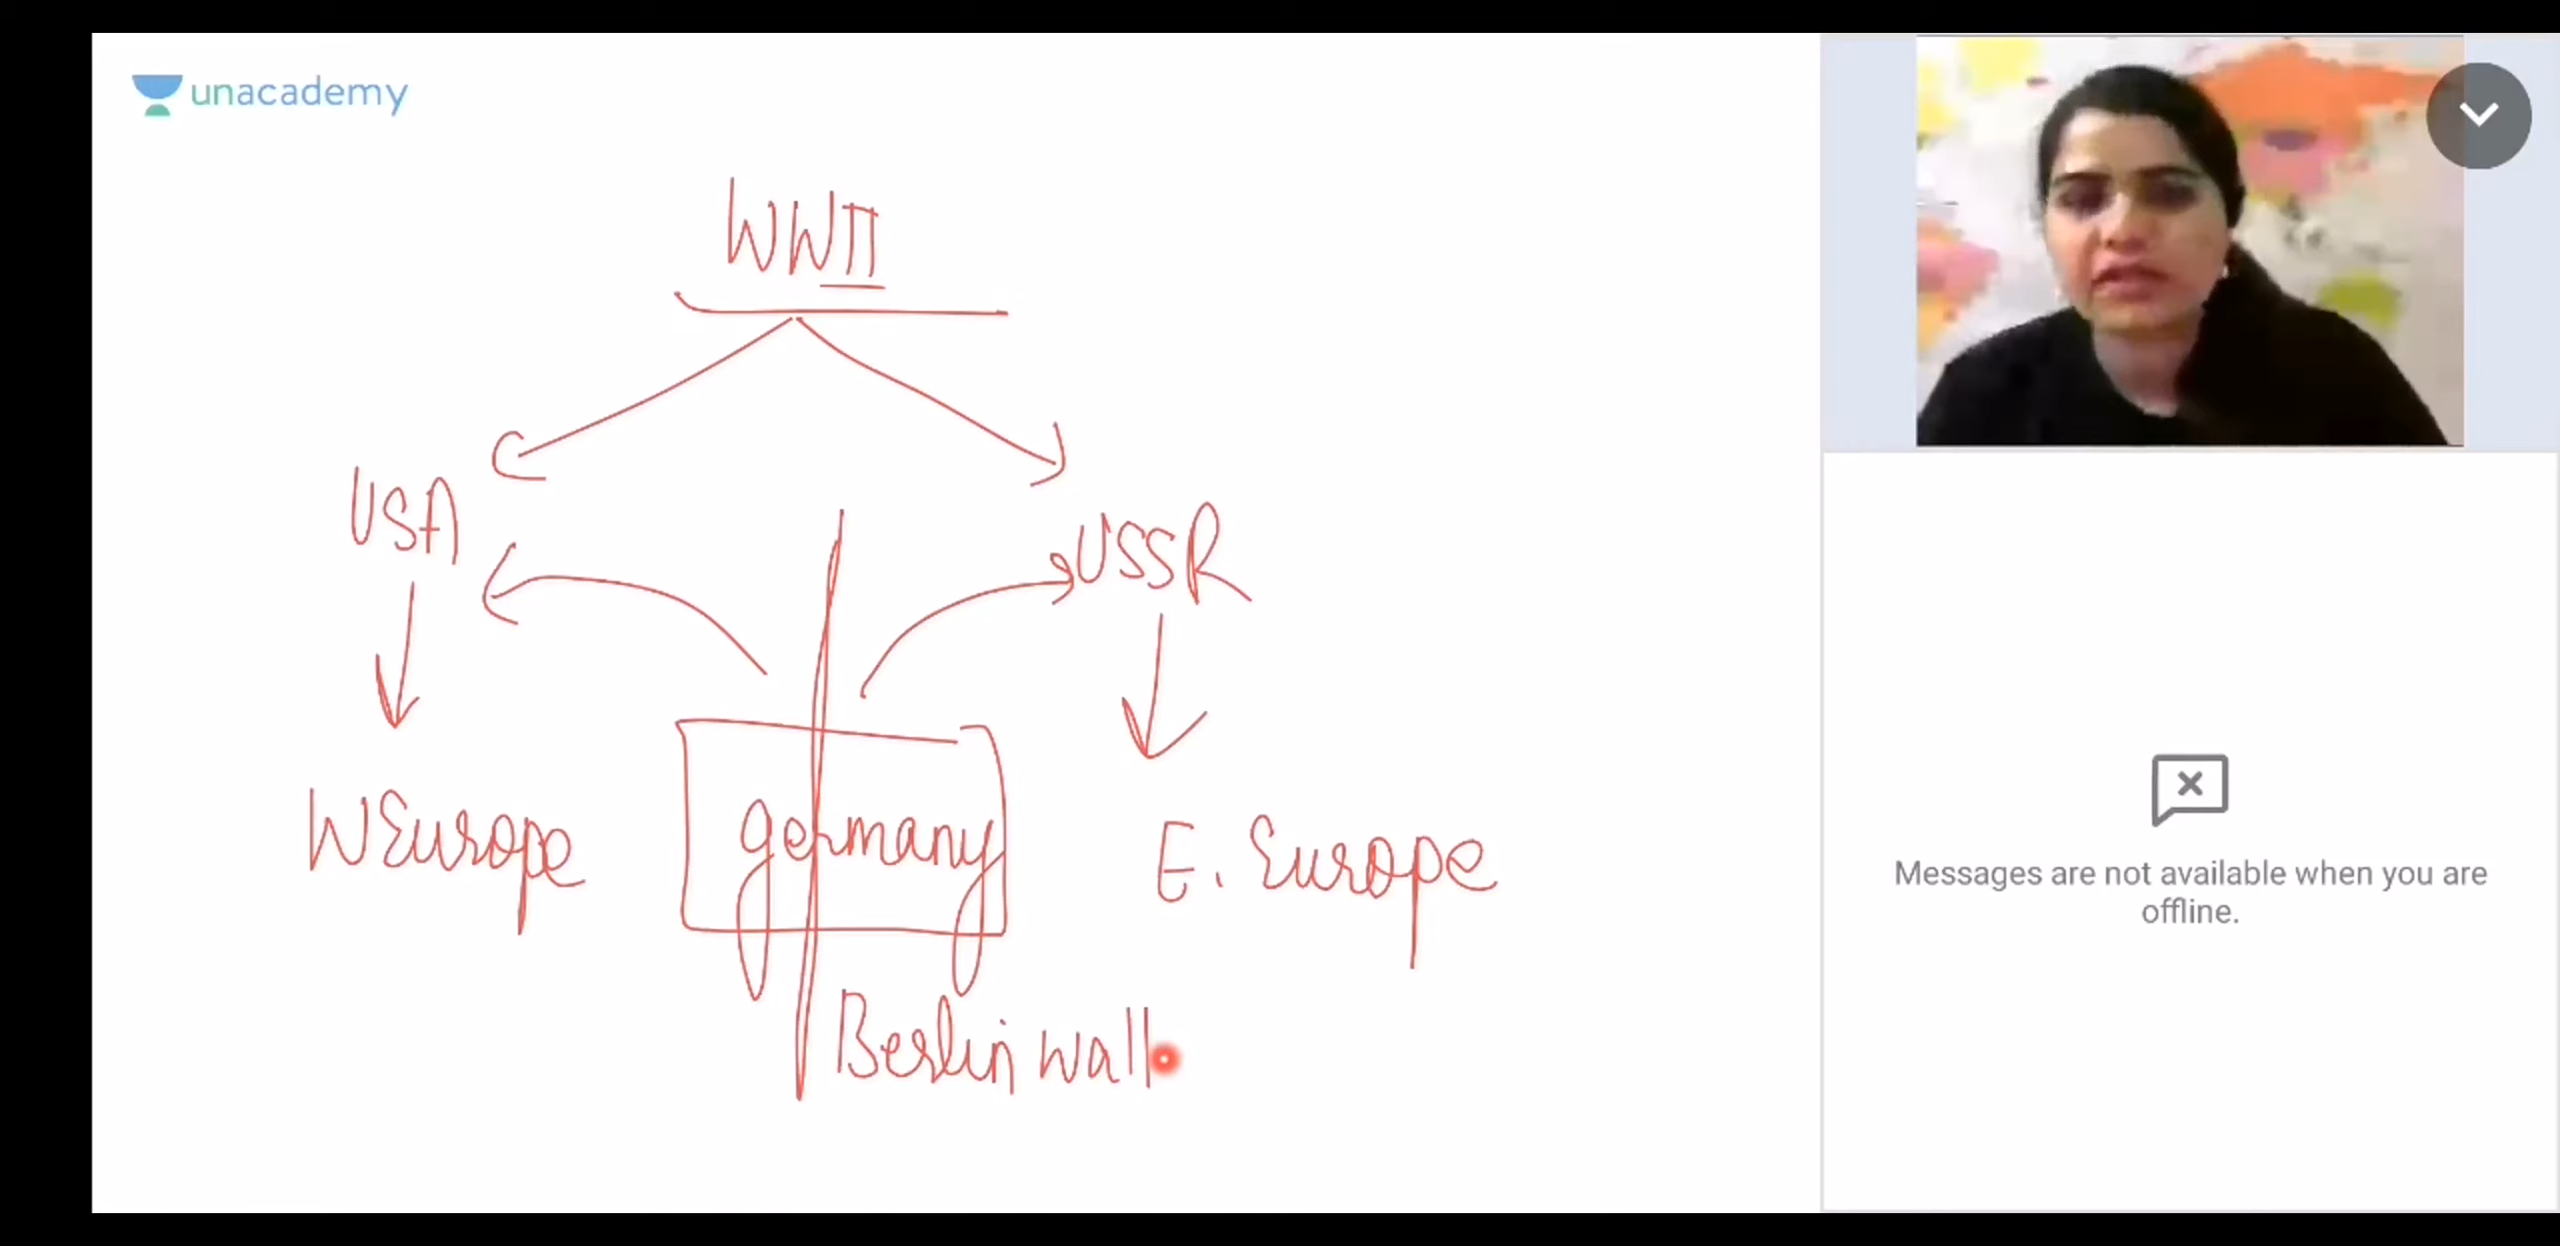 unacademy
WWII
USA
USSR
W Europe
germany
E. Europe
Berlin wall
Messages are not available when you are
offline.